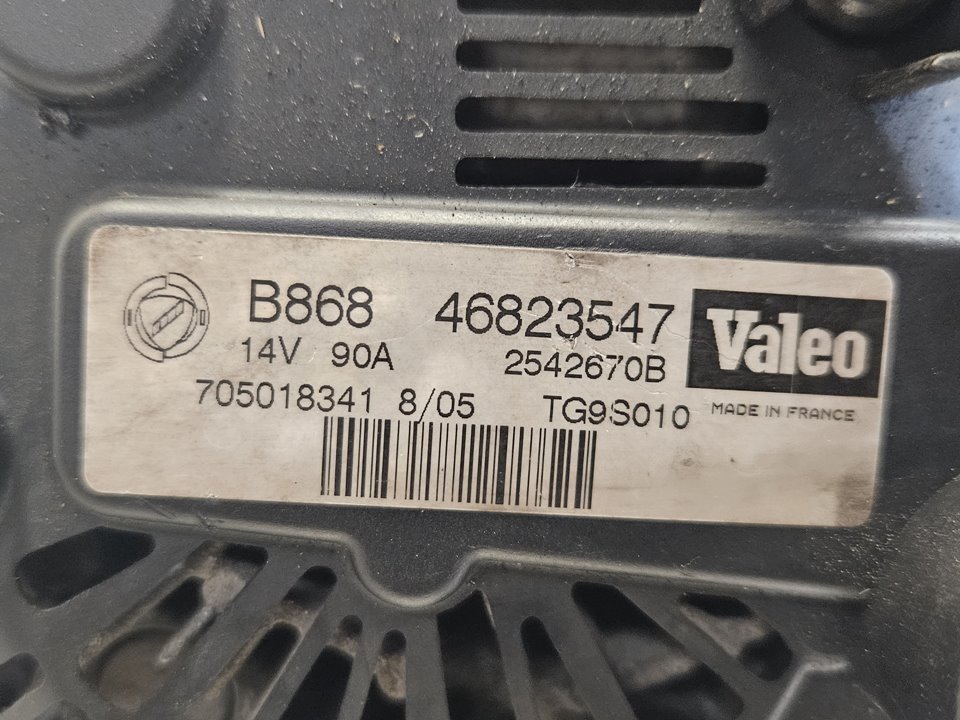 B868 46823547 Valeo
14V 90A 2542670B
705018341 8/05 TG9S010 MADE IN FRANCE